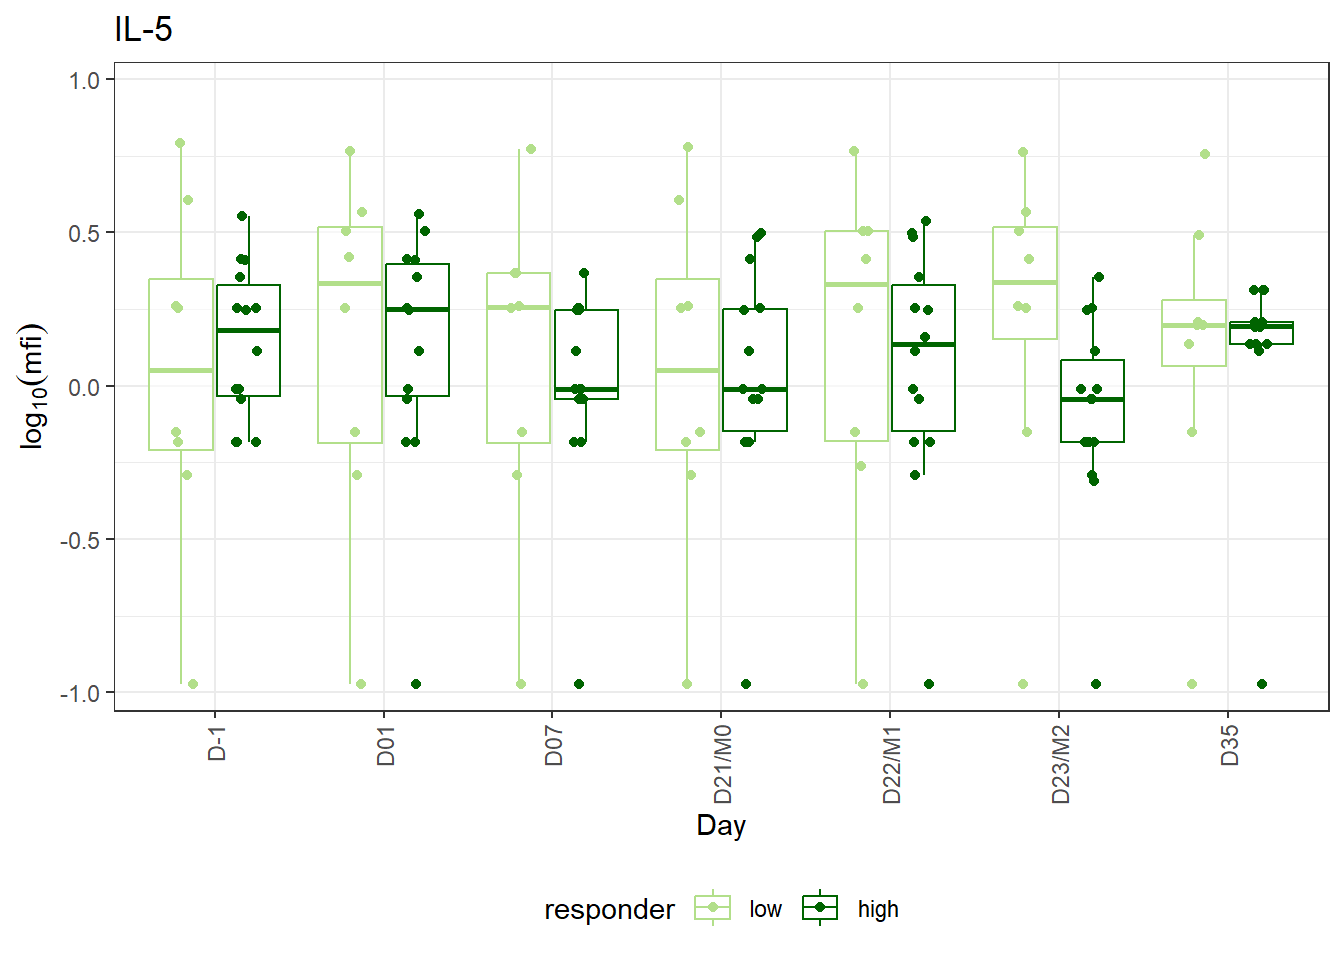 IL-5
1.0
0.5
0.0
-0.5
-1.0
log10(mfi)
D-1
D01
D07
D21/M0
D22/M1
D23/M2
D35
Day
responder low high